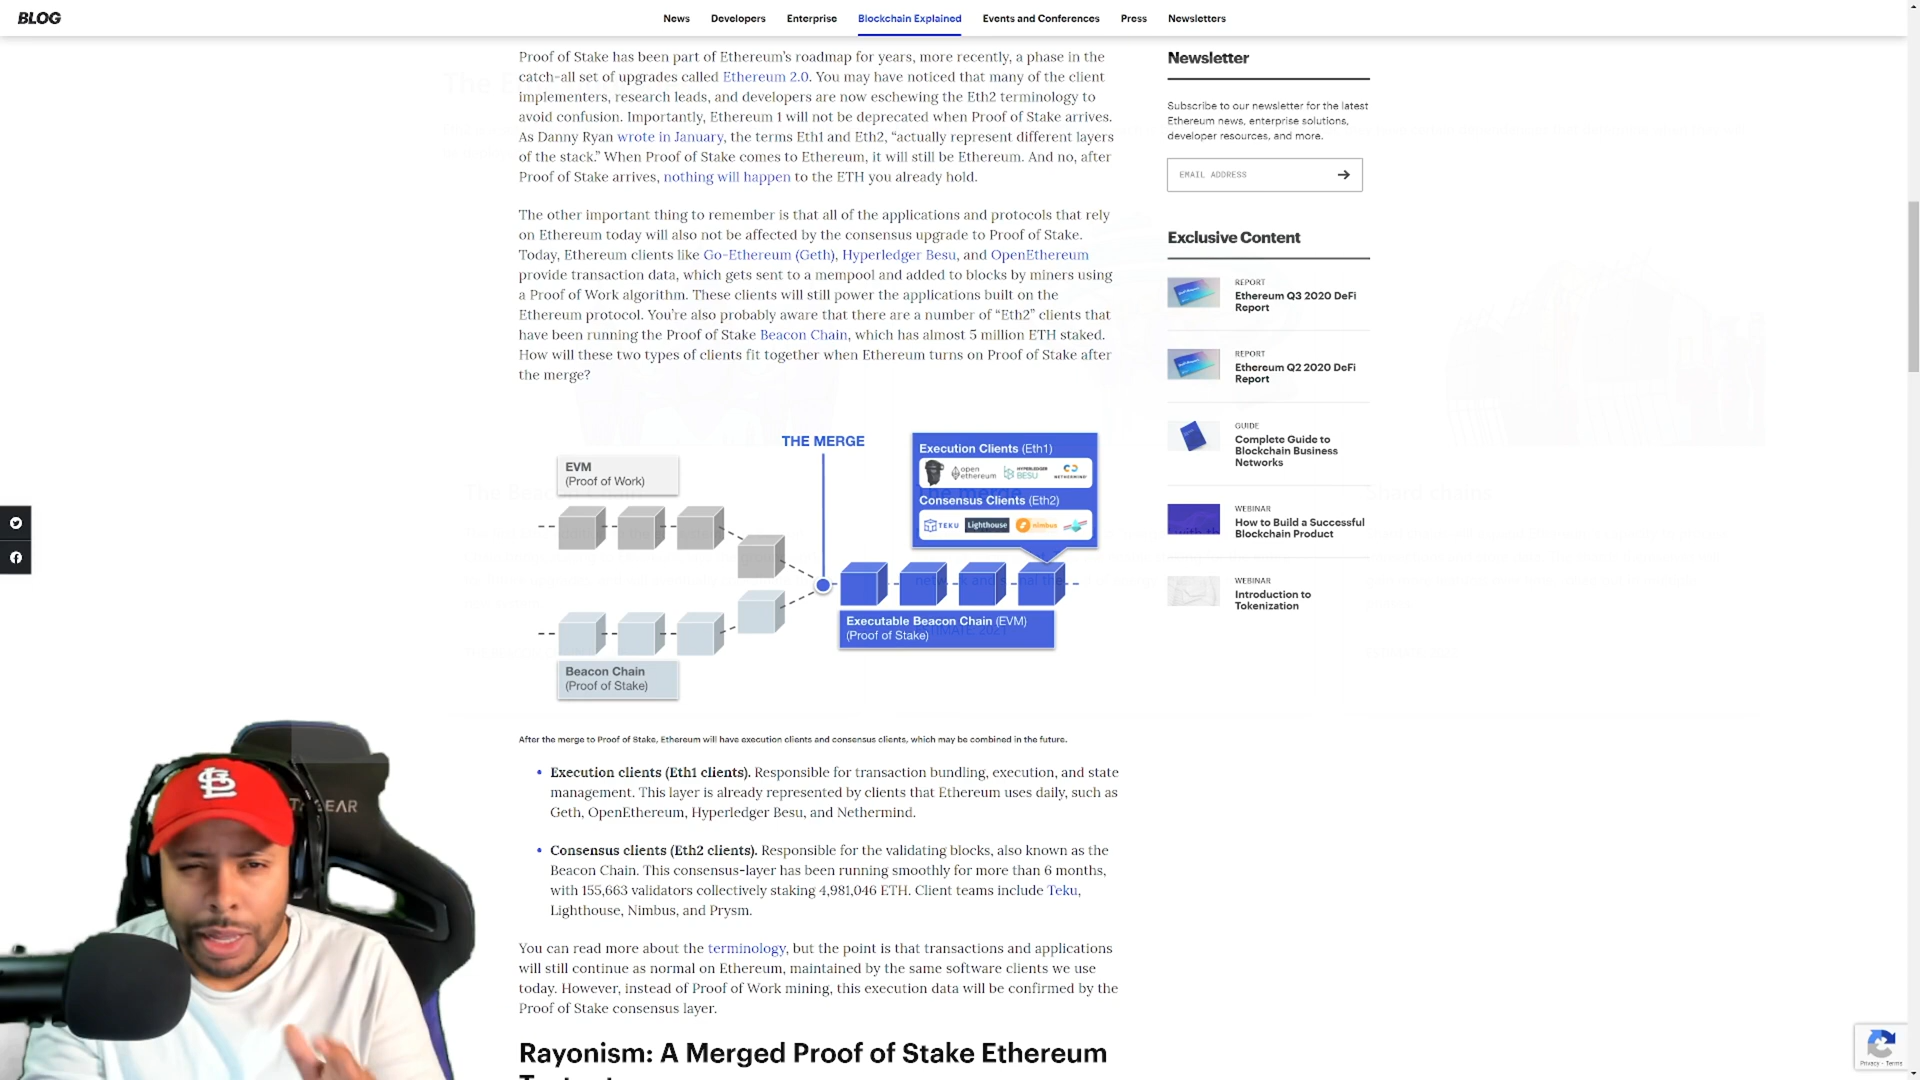 BLOG
News Developers Enterprise Blockchain Explained Events and Conferences Press Newsletters
Proof of Stake has been part of Ethereum's roadmap for years, more recently, a phase in the
catch-all set of upgrades called Ethereum 2.0. You may have noticed that many of the client
implementers, research leads, and developers are now eschewing the Eth2 terminology to
avoid confusion. Importantly, Ethereum 1 will not be deprecated when Proof of Stake arrives.
As Danny Ryan wrote in January, the terms Eth1 and Eth2, “actually represent different layers
of the stack.” When Proof of Stake comes to Ethereum, it will still be Ethereum. And no, after
Proof of Stake arrives, nothing will happen to the ETH you already hold.
The other important thing to remember is that all of the applications and protocols that rely
on Ethereum today will also not be affected by the consensus upgrade to Proof of Stake.
Today, Ethereum clients like Go-Ethereum (Geth), Hyperledger Besu, and OpenEthereum
provide transaction data, which gets sent to a mempool and added to blocks by miners using
a Proof of Work algorithm. These clients will still power the applications built on the
Ethereum protocol. You're also probably aware that there are a number of “Eth2” clients that
have been running the Proof of Stake Beacon Chain, which has almost 5 million ETH staked.
How will these two types of clients fit together when Ethereum turns on Proof of Stake after
the merge?
THE MERGE
EVM
(Proof of Work)
Execution Clients (Eth1)
open ethereum
HYPERLEDGER BESU
NETHERMIND
Consensus Clients (Eth2)
TEKU Lighthouse nimbus
Executable Beacon Chain (EVM)
(Proof of Stake)
Beacon Chain
(Proof of Stake)
After the merge to Proof of Stake, Ethereum will have execution clients and consensus clients, which may be combined in the future.
• Execution clients (Eth1 clients). Responsible for transaction bundling, execution, and state
management. This layer is already represented by clients that Ethereum uses daily, such as
Geth, OpenEthereum, Hyperledger Besu, and Nethermind.
• Consensus clients (Eth2 clients). Responsible for the validating blocks, also known as the
Beacon Chain. This consensus-layer has been running smoothly for more than 6 months,
with 155,663 validators collectively staking 4,981,046 ETH. Client teams include Teku,
Lighthouse, Nimbus, and Prysm.
You can read more about the terminology, but the point is that transactions and applications
will still continue as normal on Ethereum, maintained by the same software clients we use
today. However, instead of Proof of Work mining, this execution data will be confirmed by the
Proof of Stake consensus layer.
Rayonism: A Merged Proof of Stake Ethereum
Newsletter
Subscribe to our newsletter for the latest
Ethereum news, enterprise solutions,
developer resources, and more.
EMAIL ADDRESS
Exclusive Content
REPORT
Ethereum Q3 2020 DeFi
Report
REPORT
Ethereum Q2 2020 DeFi
Report
GUIDE
Complete Guide to
Blockchain Business
Networks
WEBINAR
How to Build a Successful
Blockchain Product
WEBINAR
Introduction to
Tokenization
Privacy - Terms